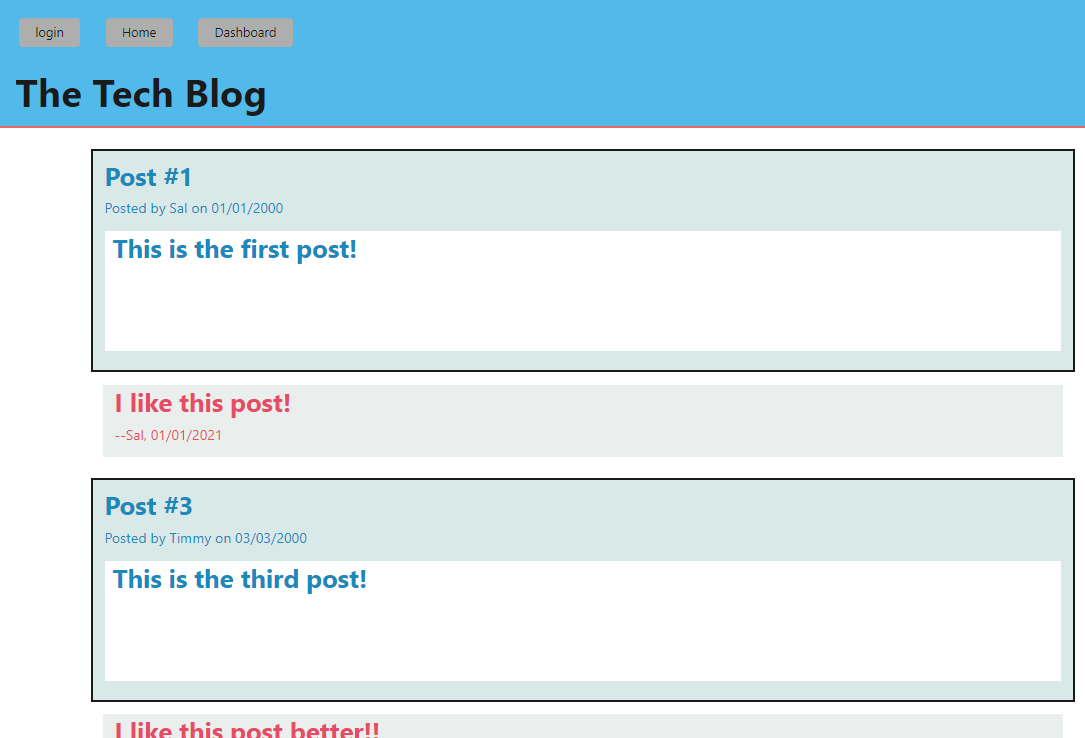 login Home Dashboard
The Tech Blog
Post #1
Posted by Sal on 01/01/2000
This is the first post!
I like this post!
--Sal, 01/01/2021
Post #3
Posted by Timmy on 03/03/2000
This is the third post!
I like this post better!!